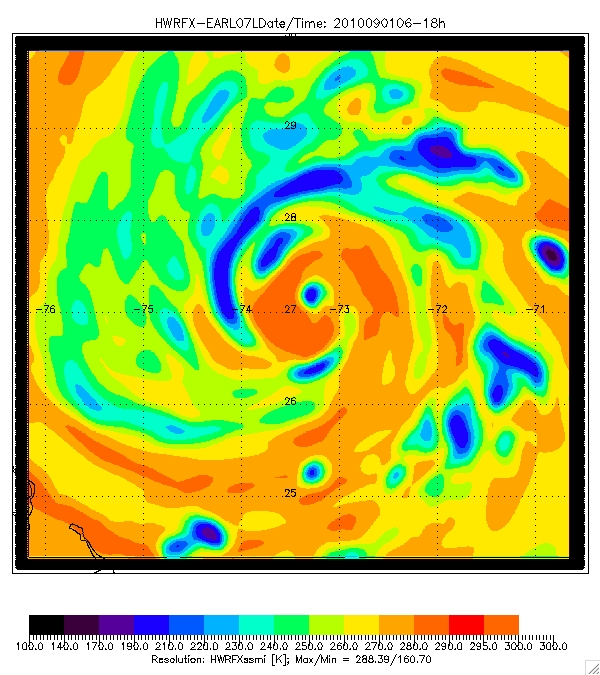 HWRFX-EARL07LDate/Time: 2010090106-18h
29
28
-76 -75 -74 27 -73 -72 -71
26
25
100.0 140.0 170.0 190.0 210.0 220.0 230.0 240.0 250.0 260.0 270.0 280.0 290.0 295.0 300.0 300.0
Resolution: HWRFXssmi [K]; Max/Min = 288.39/160.70